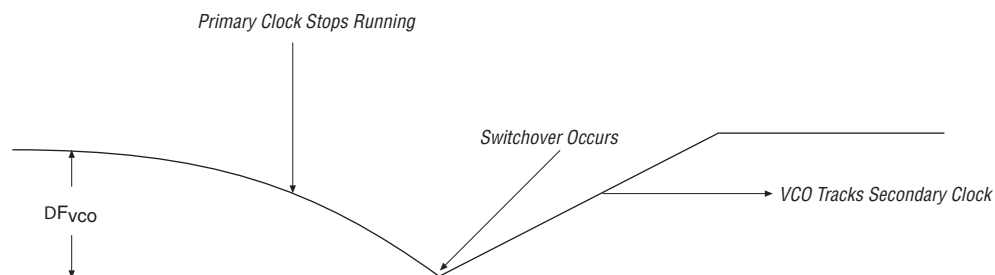 Primary Clock Stops Running
Switchover Occurs
VCO Tracks Secondary Clock
DFVCO